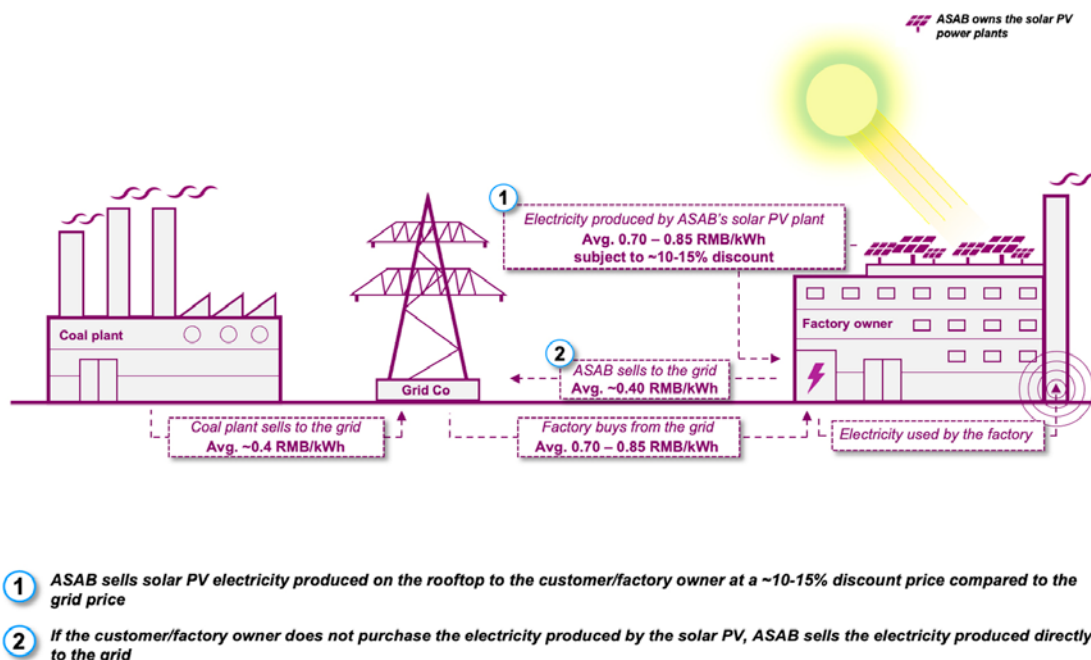 ASAB owns the solar PV
power plants
1
Electricity produced by ASAB's solar PV plant
Avg. 0.70 – 0.85 RMB/kWh
subject to ~10-15% discount
Coal plant
Factory owner
2
ASAB sells to the grid
Avg. ~0.40 RMB/kWh
Grid Co
Coal plant sells to the grid
Avg. ~0.4 RMB/kWh
Factory buys from the grid
Avg. 0.70 – 0.85 RMB/kWh
Electricity used by the factory
1
ASAB sells solar PV electricity produced on the rooftop to the customer/factory owner at a ~10-15% discount price compared to the
grid price
2
If the customer/factory owner does not purchase the electricity produced by the solar PV, ASAB sells the electricity produced directly
to the grid